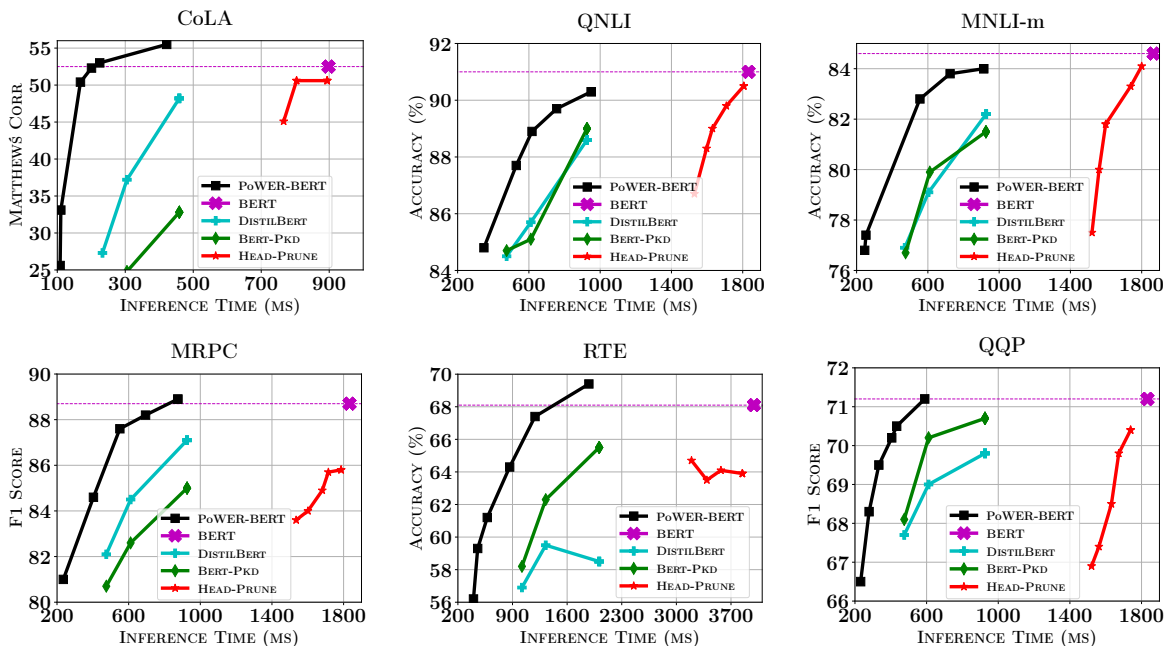 CoLA
55
50
45
40
35
30
25
MATTHEWŚ CORR
100 300 500 700 900
INFERENCE TIME (MS)
POWER-BERT
BERT
DISTILBERT
BERT-PKD
HEAD-PRUNE
QNLI
92
90
88
86
84
ACCURACY (%)
200 600 1000 1400 1800
INFERENCE TIME (MS)
POWER-BERT
BERT
DISTILBERT
BERT-PKD
HEAD-PRUNE
MNLI-m
84
82
80
78
76
ACCURACY (%)
200 600 1000 1400 1800
INFERENCE TIME (MS)
POWER-BERT
BERT
DISTILBERT
BERT-PKD
HEAD-PRUNE
MRPC
90
88
86
84
82
80
F1 SCORE
200 600 1000 1400 1800
INFERENCE TIME (MS)
POWER-BERT
BERT
DISTILBERT
BERT-PKD
HEAD-PRUNE
RTE
70
68
66
64
62
60
58
56
ACCURACY (%)
200 900 1600 2300 3000 3700
INFERENCE TIME (MS)
POWER-BERT
BERT
DISTILBERT
BERT-PKD
HEAD-PRUNE
QQP
72
71
70
69
68
67
66
F1 SCORE
200 600 1000 1400 1800
INFERENCE TIME (MS)
POWER-BERT
BERT
DISTILBERT
BERT-PKD
HEAD-PRUNE